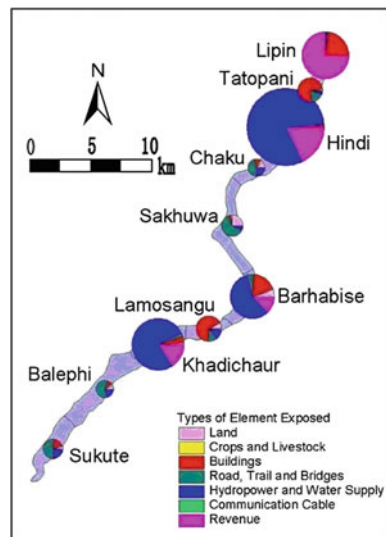 Lipin
Tatopani
N
Hindi
0 5 10
km
Chaku
Sakhuwa
Barhabise
Lamosangu
Khadichaur
Balephi
Sukute
Types of Element Exposed
Land
Crops and Livestock
Buildings
Road, Trail and Bridges
Hydropower and Water Supply
Communication Cable
Revenue